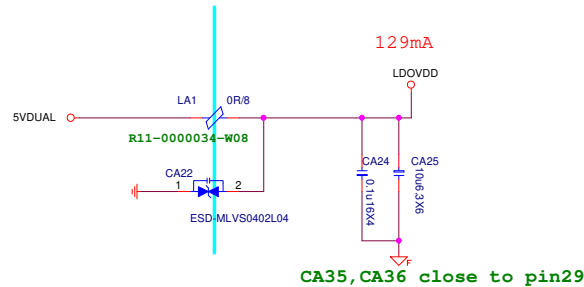 129mA
LDOVDD
LA1 0R/8
5VDUAL
R11-0000034-W08
CA22
1 2
ESD-MLVS0402L04
CA24
0.1u16X4
CA25
10u6.3X6
F
CA35,CA36 close to pin29